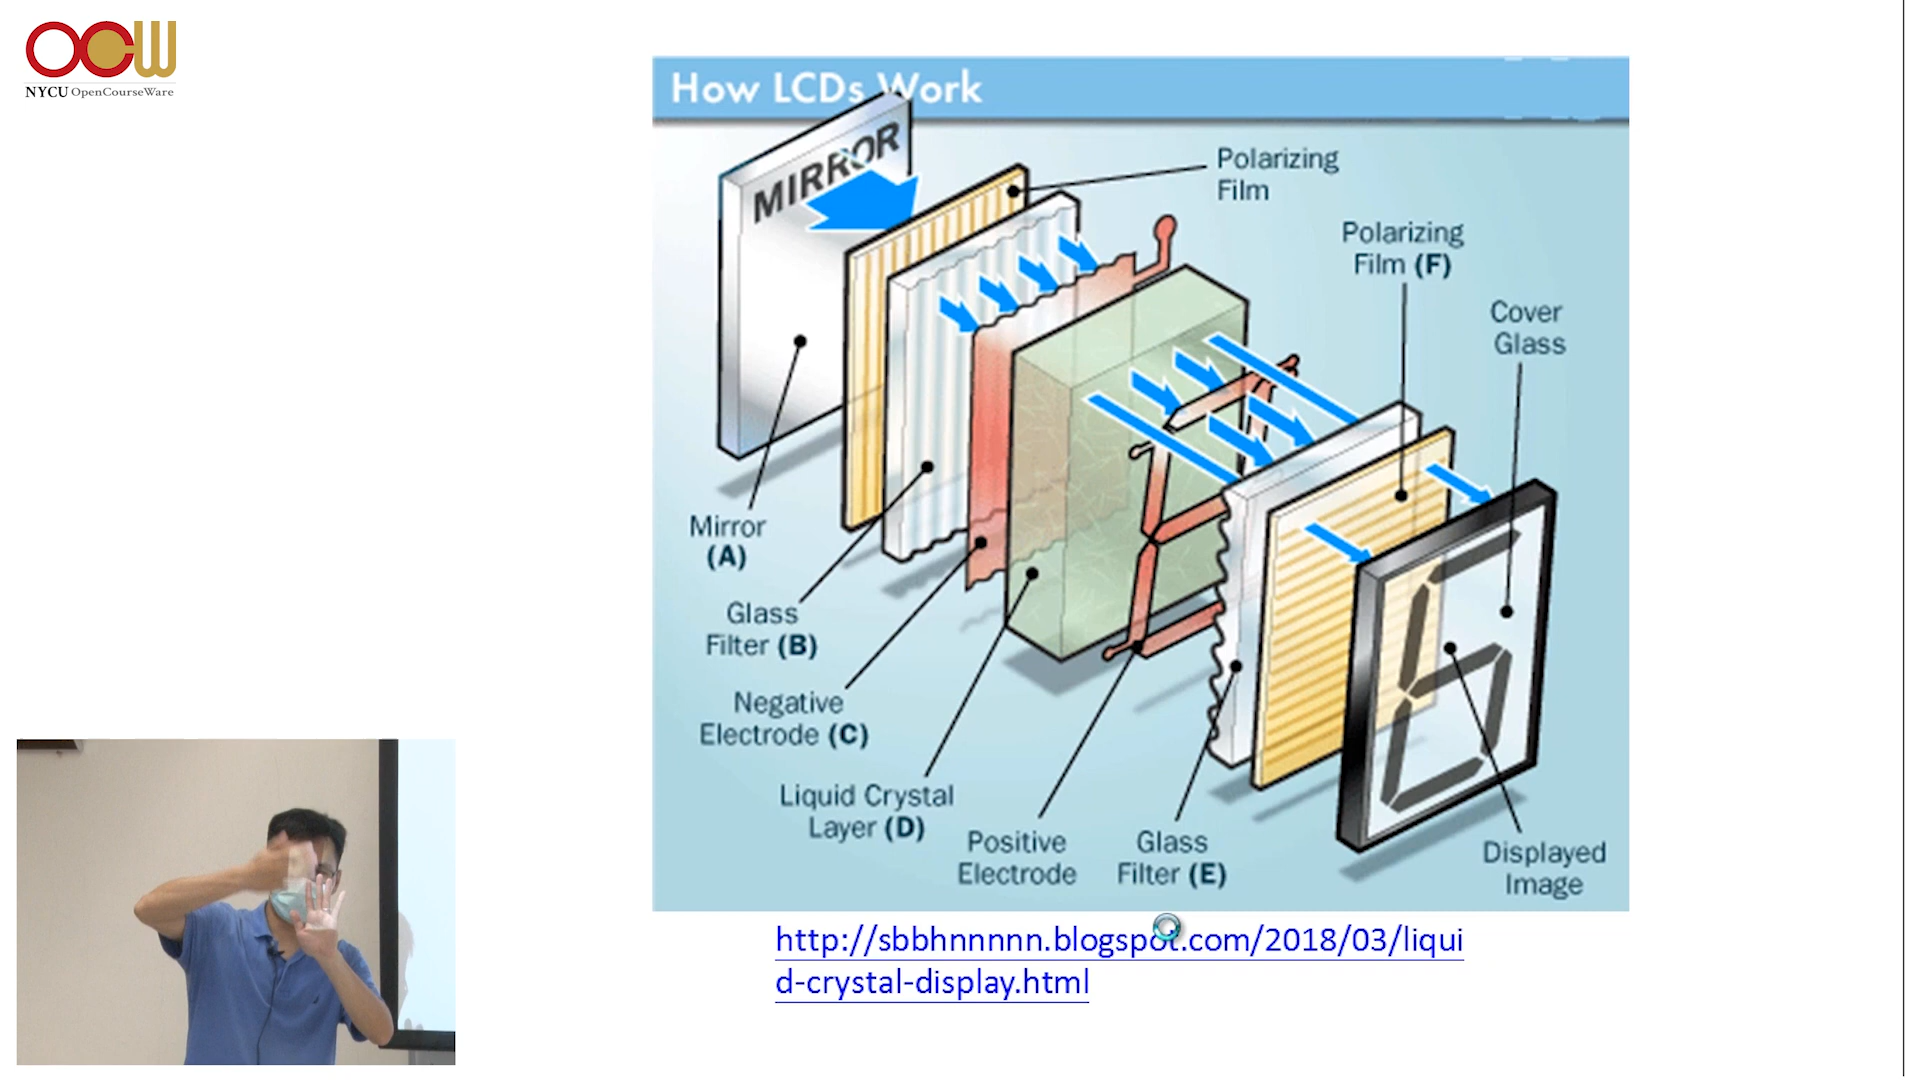 OCW
NYCU OpenCourseWare
How LCDs Work
MIRROR
Polarizing
Film
Polarizing
Film (F)
Cover
Glass
Mirror
(A)
Glass
Filter (B)
Negative
Electrode (C)
Liquid Crystal
Layer (D)
Positive
Electrode
Glass
Filter (E)
Displayed
Image
http://sbbhnnnnn.blogspot.com/2018/03/liqui
d-crystal-display.html